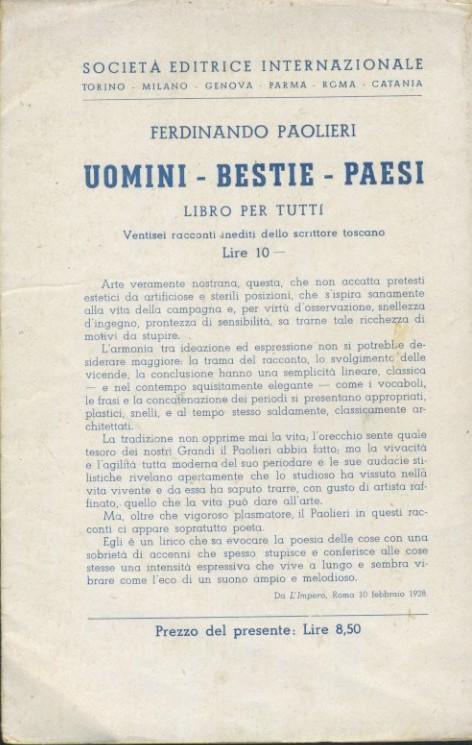 SOCIETÀ EDITRICE INTERNAZIONALE
TORINO - MILANO - GENOVA - PARMA - ROMA - CATANIA
FERDINANDO PAOLIERI
UOMINI - BESTIE - PAESI
LIBRO PER TUTTI
Ventisei racconti inediti dello scrittore toscano
Lire 10 —
Arte veramente nostrana, questa, che non accatta pretesti
estetici da artificiose e sterili posizioni, che s'ispira sanamente
alla vita della campagna e, per virtù d'osservazione, snellezza
d'ingegno, prontezza di sensibilità, sa trarne tale ricchezza di
motivi da stupire.
L'armonia tra ideazione ed espressione non si potrebbe de-
siderare maggiore: la trama del racconto, lo svolgimento delle
vicende, la conclusione hanno una semplicità lineare, classica
— e nel contempo squisitamente elegante — come i vocaboli,
le frasi e la concatenazione dei periodi si presentano appropriati,
plastici, snelli, e al tempo stesso saldamente, classicamente ar-
chitettati.
La tradizione non opprime mai la vita; l'orecchio sente quale
tesoro dei nostri Grandi il Paolieri abbia fatto; ma la vivacità
e l'agilità tutta moderna del suo periodare e le sue audacie sti-
listiche rivelano apertamente che lo studioso ha vissuto nella
vita vivente e da essa ha saputo trarre, con gusto di artista raf-
finato, quello che la vita può dare all'arte.
Ma, oltre che vigoroso plasmatore, il Paolieri in questi rac-
conti ci appare sopratutto poeta.
Egli è un lirico che sa evocare la poesia delle cose con una
sobrietà di accenni che spesso stupisce e conferisce alle cose
stesse una intensità espressiva che vive a lungo e sembra vi-
brare come l'eco di un suono ampio e melodioso.
Da L'Impero, Roma 10 febbraio 1928.
Prezzo del presente: Lire 8,50